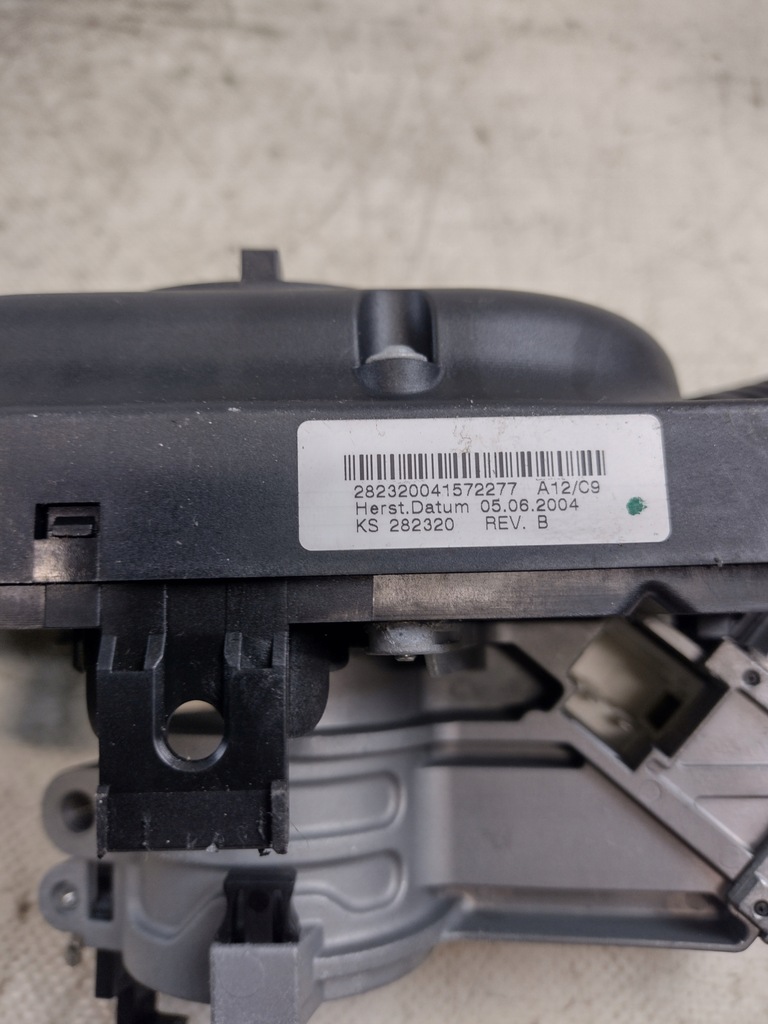 282320041572277 A12/C9
Herst.Datum 05.06.2004
KS 282320 REV. B